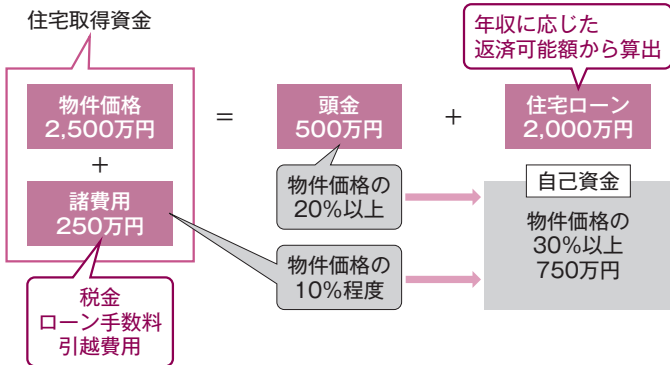 住宅取得資金
年収に応じた
返済可能額から算出
物件価格
2,500万円
=
頭金
500万円
+
住宅ローン
2,000万円
+
諸費用
250万円
物件価格の
20%以上
自己資金
物件価格の
30%以上
750万円
物件価格の
10%程度
税金
ローン手数料
引越費用